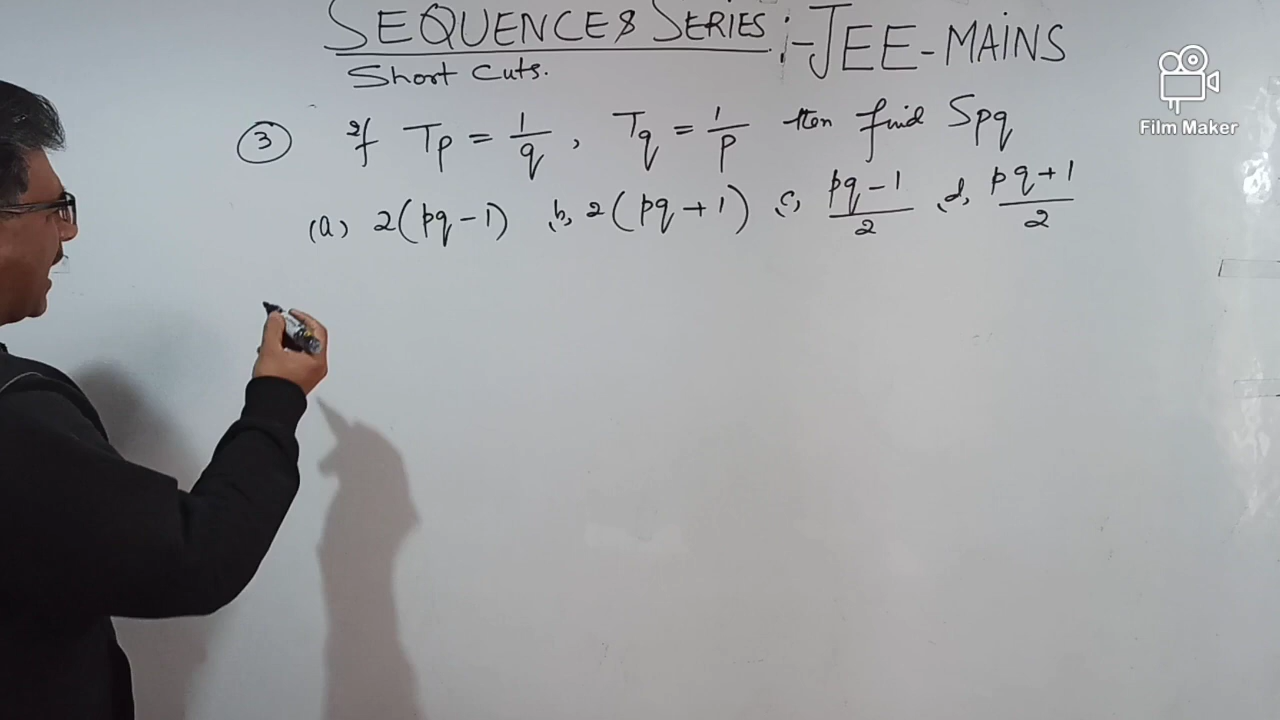 SEQUENCE & SERIES :- JEE-MAINS
Short Cuts.
Film Maker
③ If Tp = 1/q , Tq = 1/p then find Spq
(a) 2(pq-1) b, 2(pq+1) c, pq-1/2 d, pq+1/2